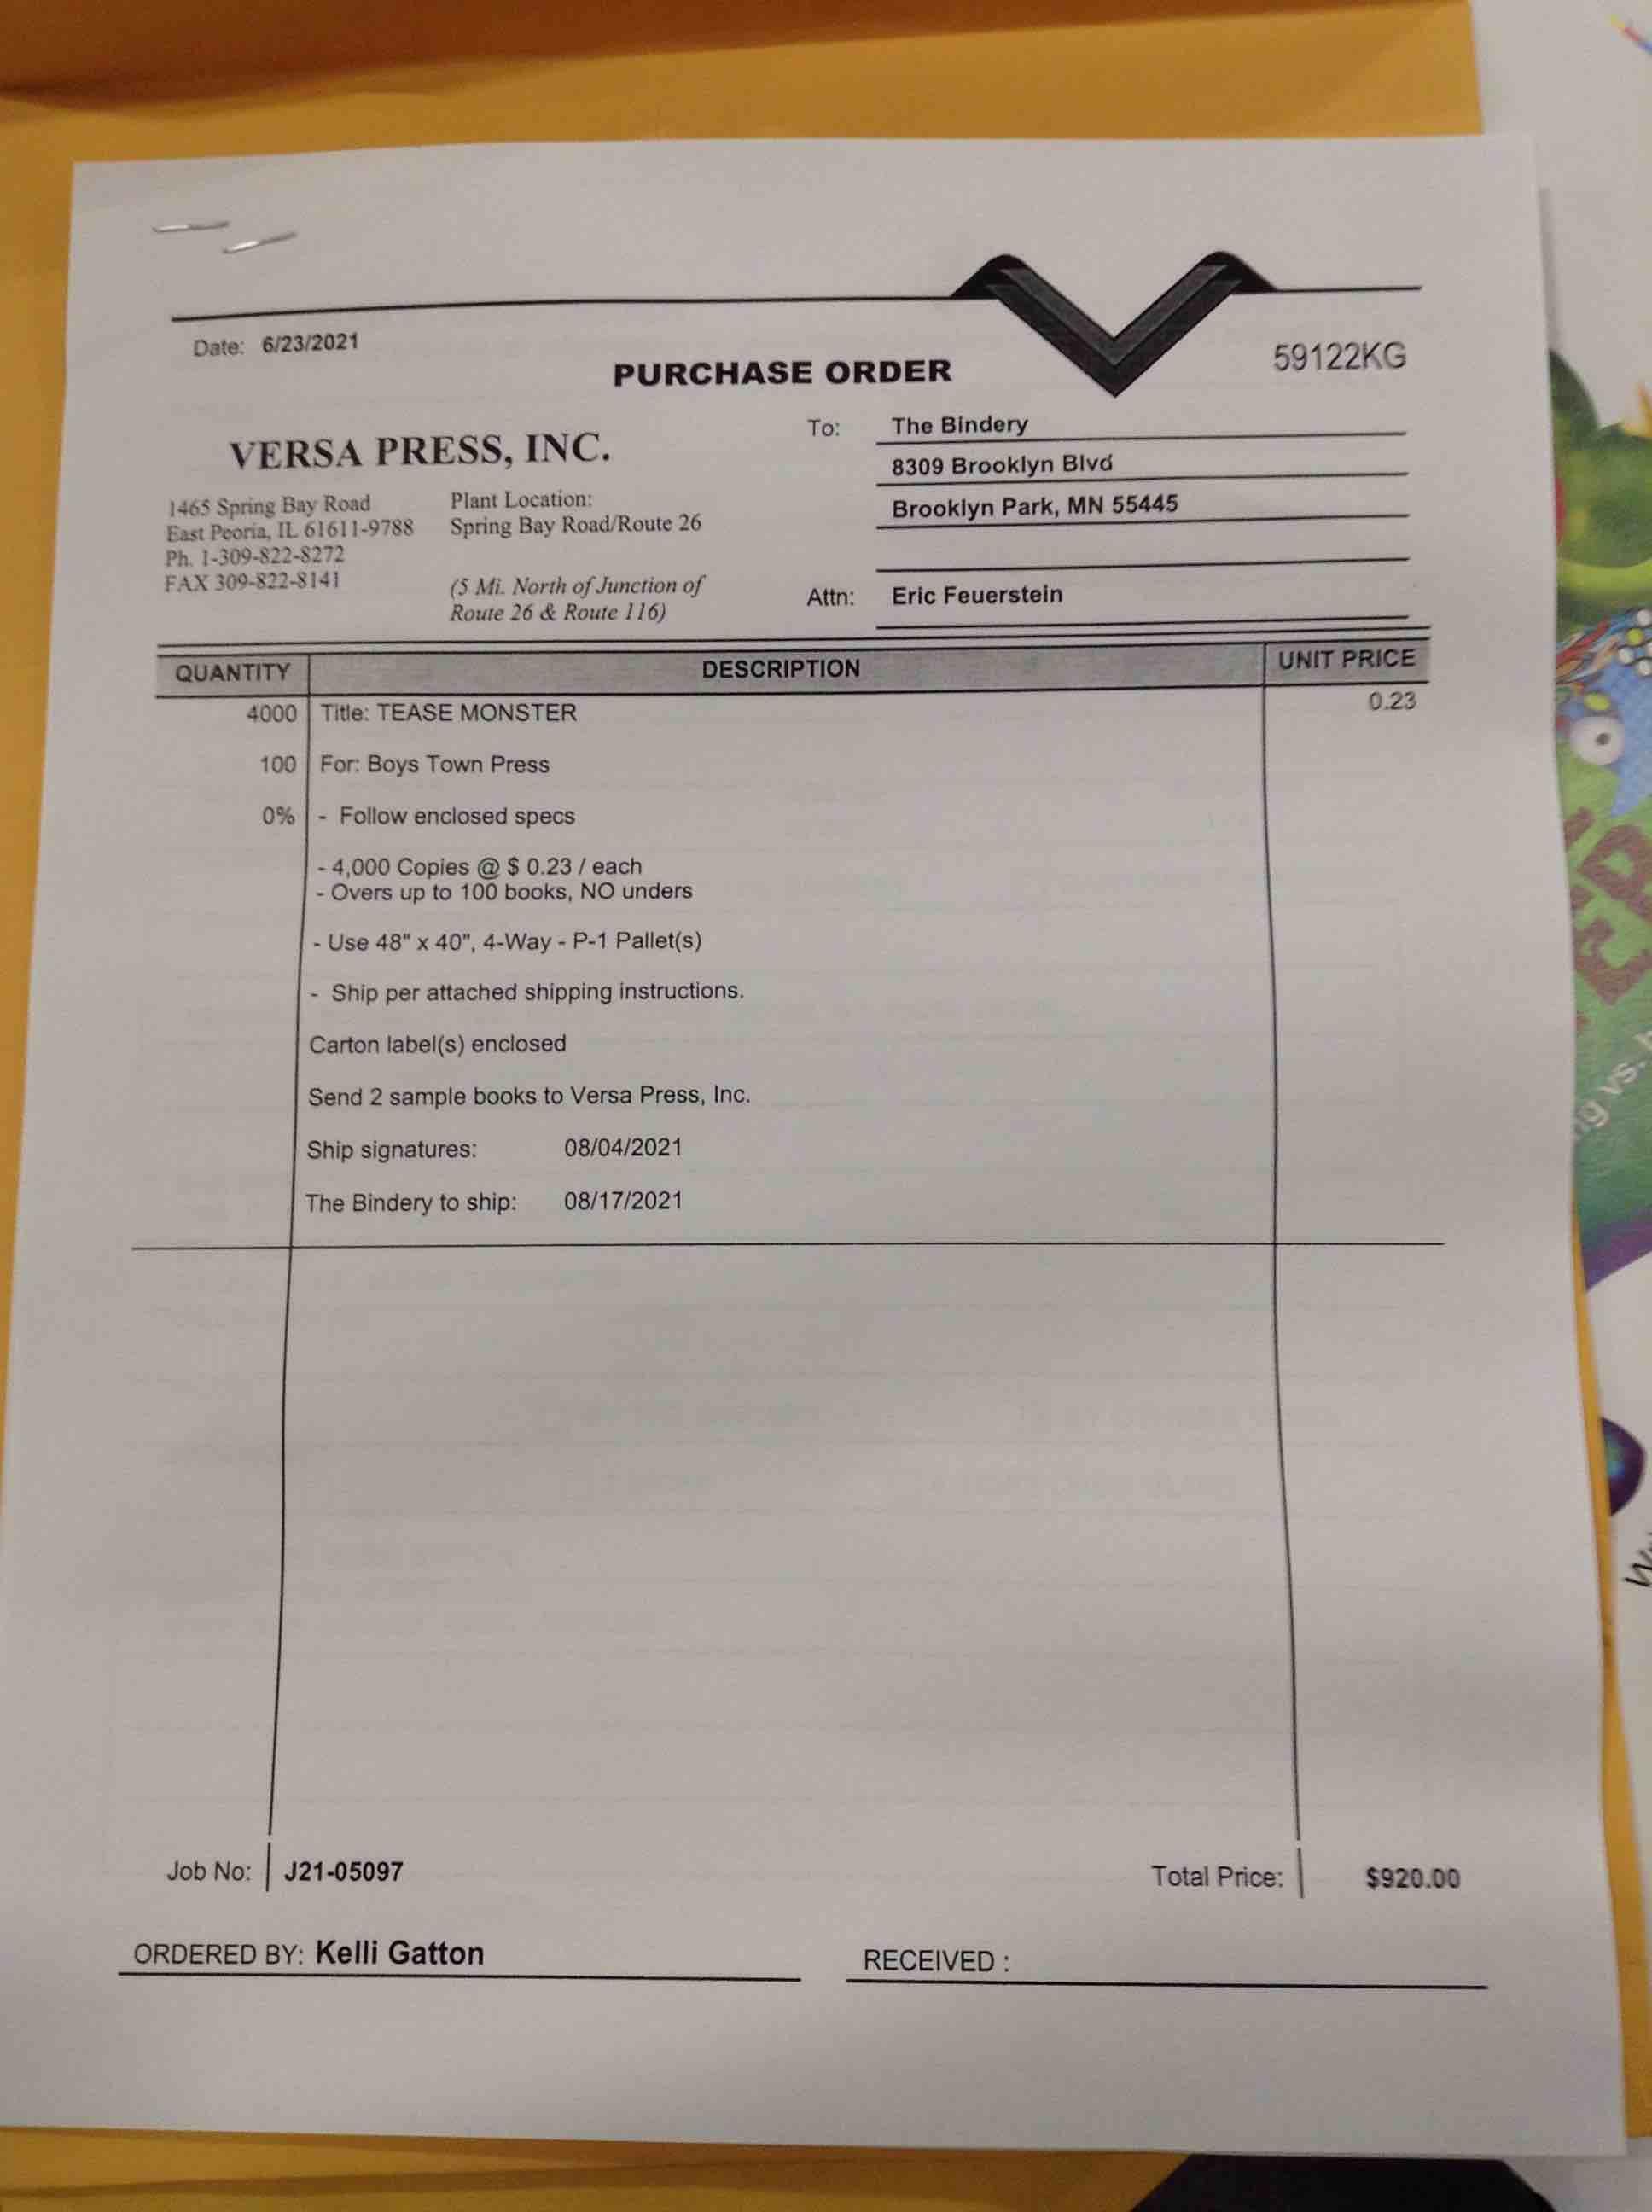 Date: 6/23/2021
PURCHASE ORDER
59122KG
VERSA PRESS, INC.
1465 Spring Bay Road
East Peoria, IL 61611-9788
Ph. 1-309-822-8272
FAX 309-822-8141
Plant Location:
Spring Bay Road/Route 26
(5 Mi. North of Junction of
Route 26 & Route 116)
To: The Bindery
8309 Brooklyn Blvd
Brooklyn Park, MN 55445
Attn: Eric Feuerstein
QUANTITY DESCRIPTION UNIT PRICE
4000 Title: TEASE MONSTER 0.23
100 For: Boys Town Press
0% - Follow enclosed specs
- 4,000 Copies @ $ 0.23 / each
- Overs up to 100 books, NO unders
- Use 48" x 40", 4-Way - P-1 Pallet(s)
- Ship per attached shipping instructions.
Carton label(s) enclosed
Send 2 sample books to Versa Press, Inc.
Ship signatures: 08/04/2021
The Bindery to ship: 08/17/2021
Job No: J21-05097
Total Price: $920.00
ORDERED BY: Kelli Gatton
RECEIVED :
vs.